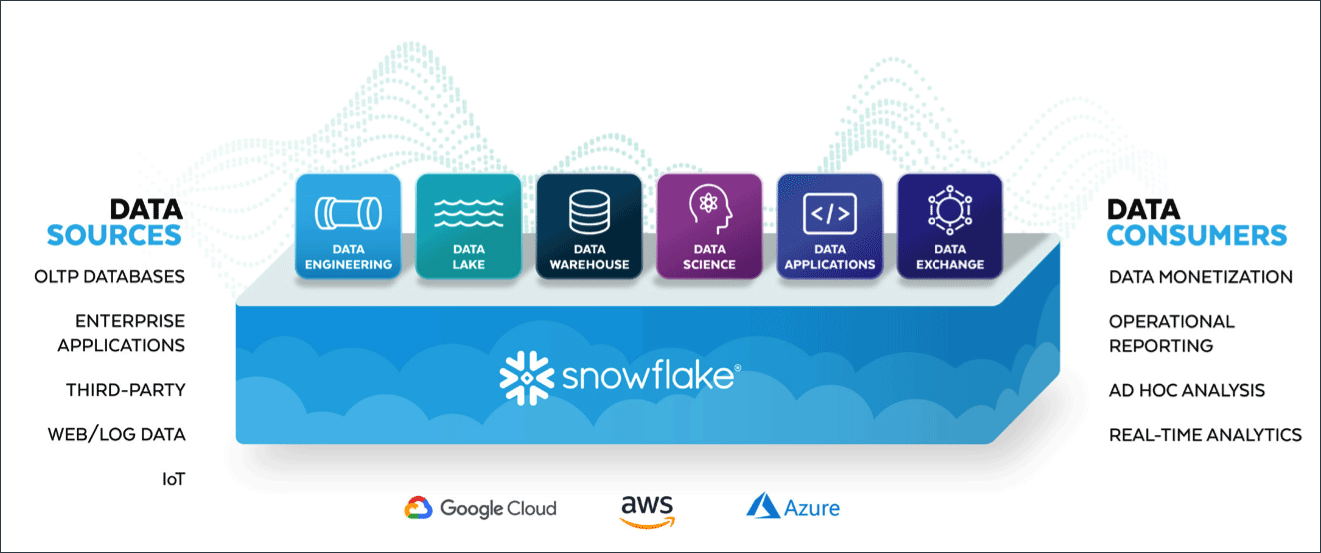 DATA
SOURCES
OLTP DATABASES
ENTERPRISE
APPLICATIONS
THIRD-PARTY
WEB/LOG DATA
IoT
DATA
ENGINEERING
DATA
LAKE
DATA
WAREHOUSE
DATA
SCIENCE
</>
DATA
APPLICATIONS
DATA
EXCHANGE
snowflake®
Google Cloud
aws
Azure
DATA
CONSUMERS
DATA MONETIZATION
OPERATIONAL
REPORTING
AD HOC ANALYSIS
REAL-TIME ANALYTICS